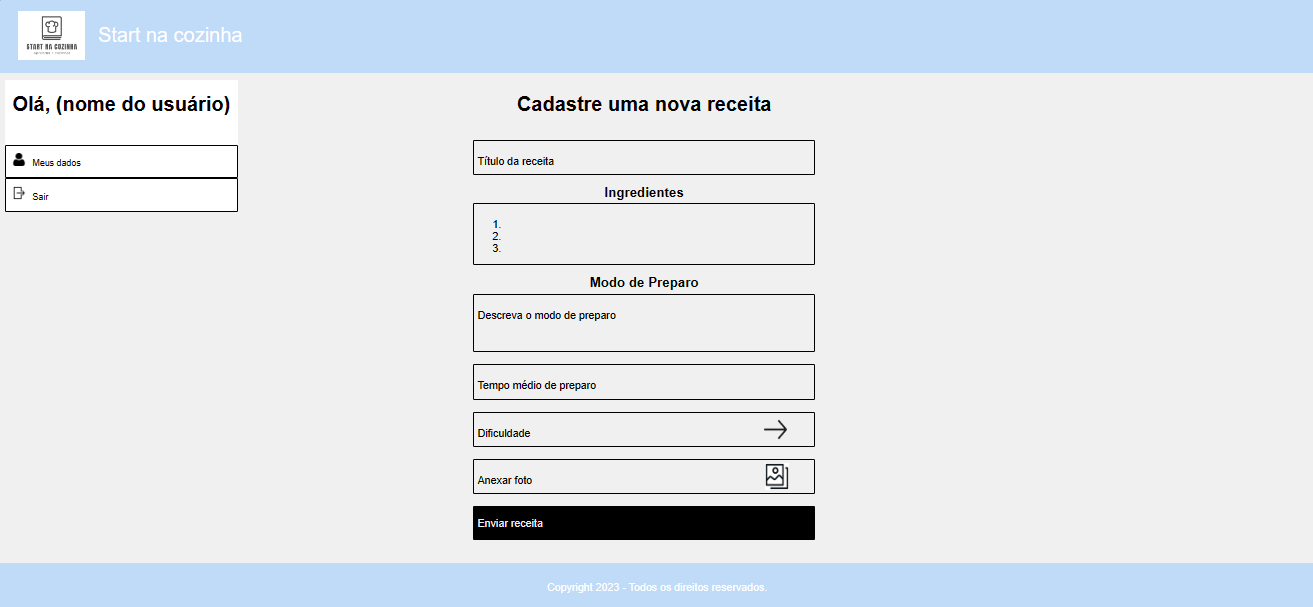 START NA COZINHA
Start na cozinha
Olá, (nome do usuário)
Meus dados
Sair
Cadastre uma nova receita
Título da receita
Ingredientes
1.
2.
3.
Modo de Preparo
Descreva o modo de preparo
Tempo médio de preparo
Dificuldade
Anexar foto
Enviar receita
Copyright 2023 - Todos os direitos reservados.